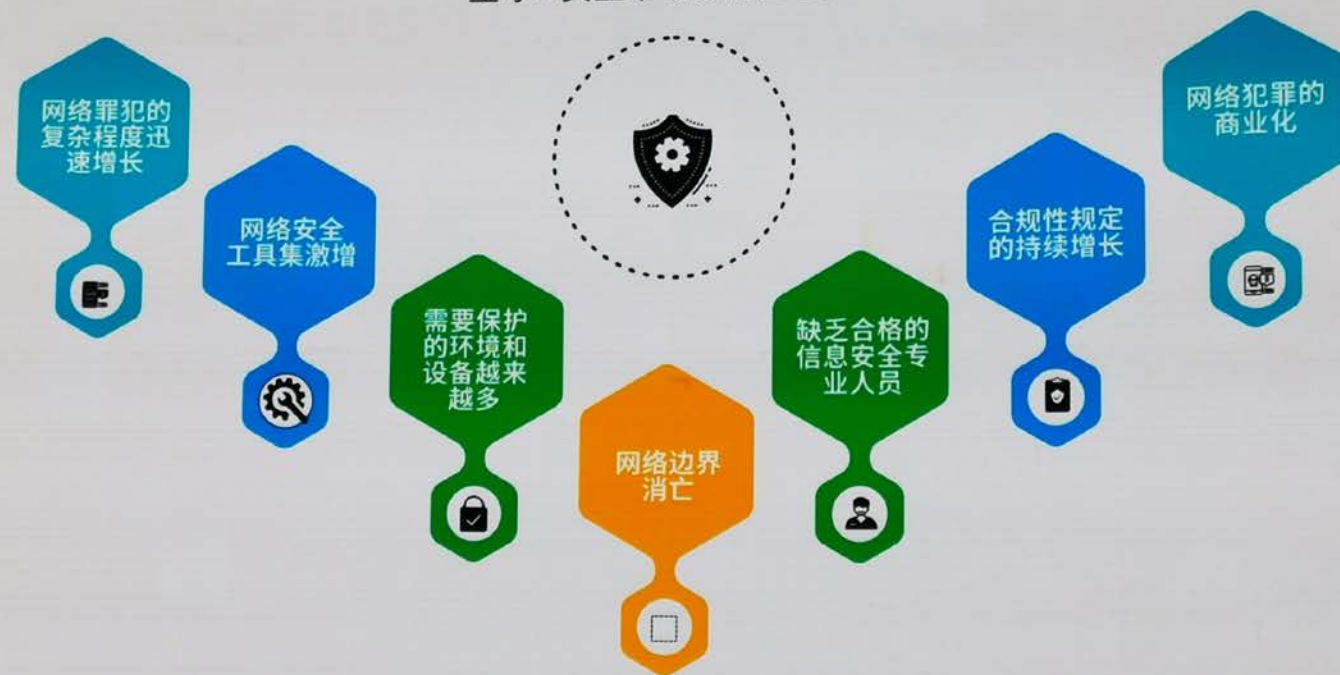 网络罪犯的
复杂程度迅
速增长
网络安全
工具集激增
需要保护
的环境和
设备越来
越多
网络边界
消亡
缺乏合格的
信息安全专
业人员
合规性规定
的持续增长
网络犯罪的
商业化